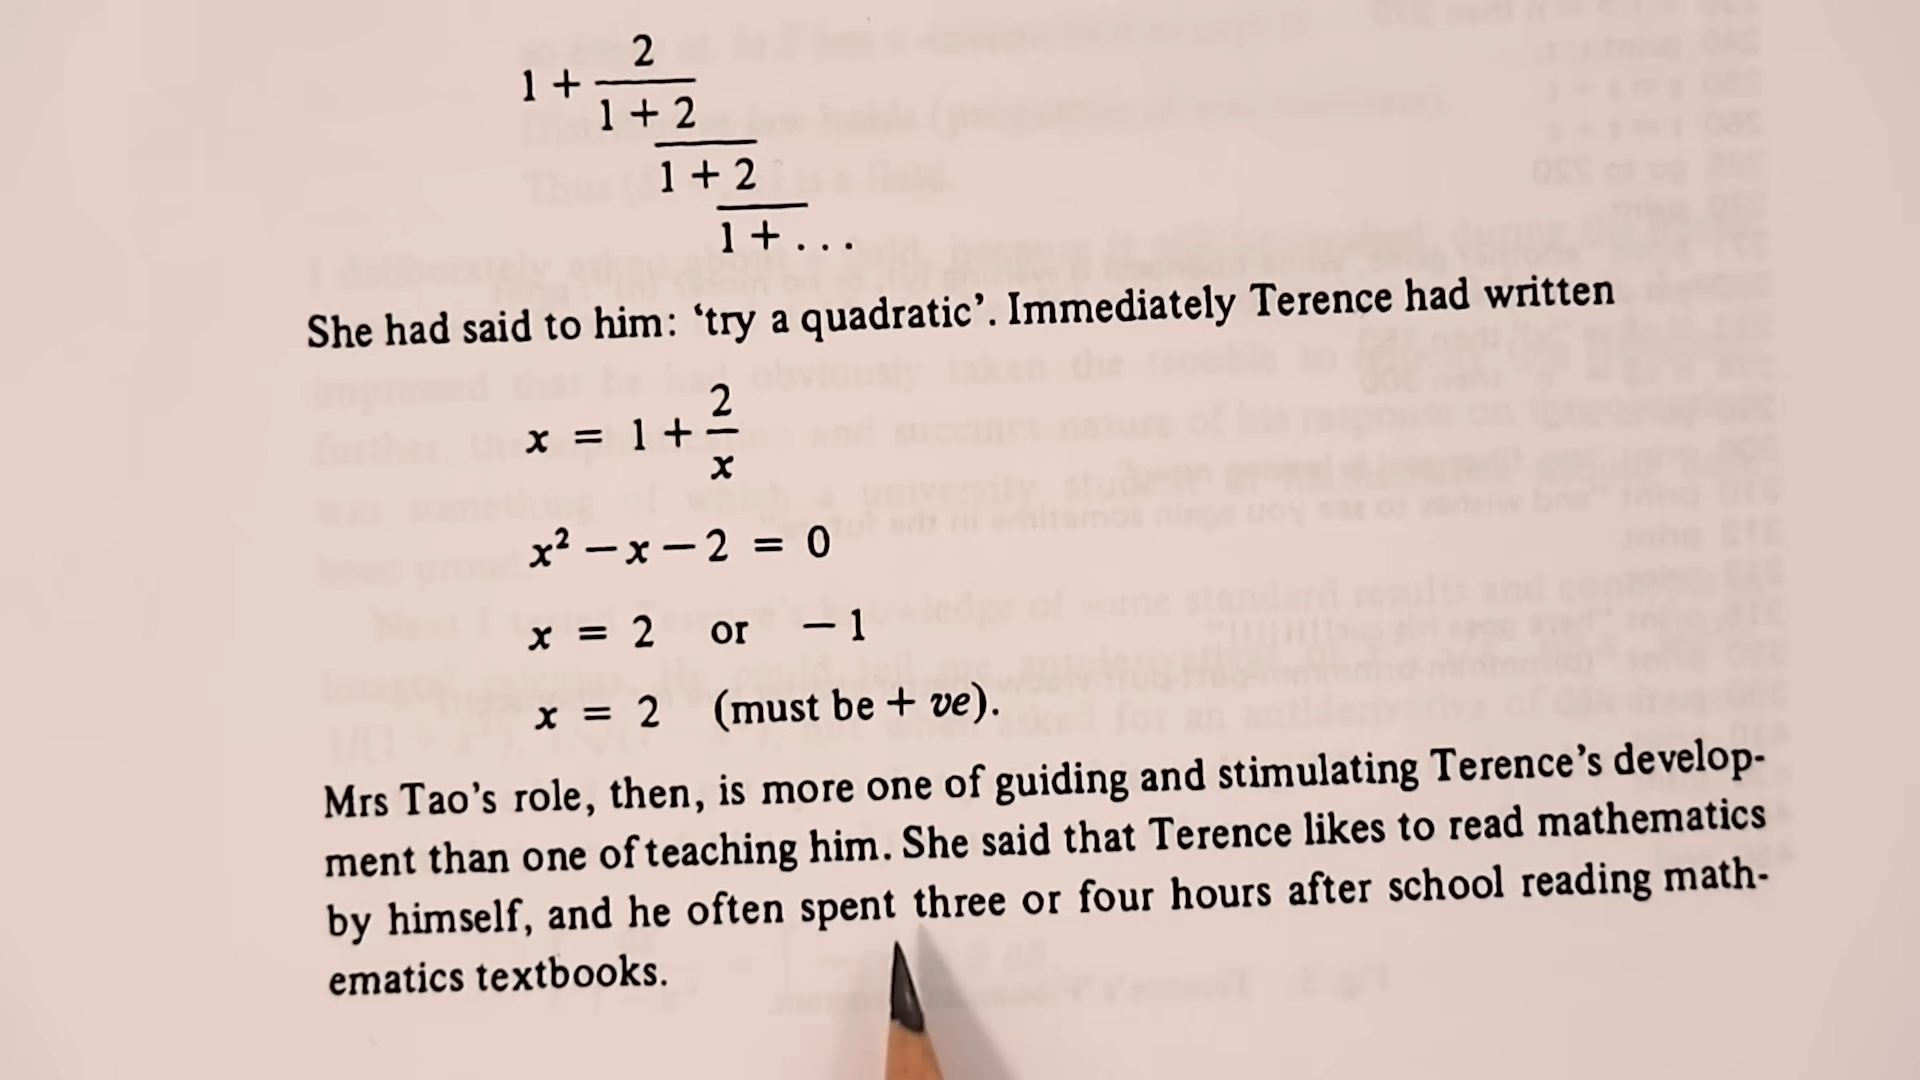 1 + 2
1 + 2
1 + 2
1 + ...
She had said to him: ‘try a quadratic’. Immediately Terence had written
x = 1 + 2/x
x² − x − 2 = 0
x = 2 or − 1
x = 2 (must be + ve).
Mrs Tao’s role, then, is more one of guiding and stimulating Terence’s develop-
ment than one of teaching him. She said that Terence likes to read mathematics
by himself, and he often spent three or four hours after school reading math-
ematics textbooks.